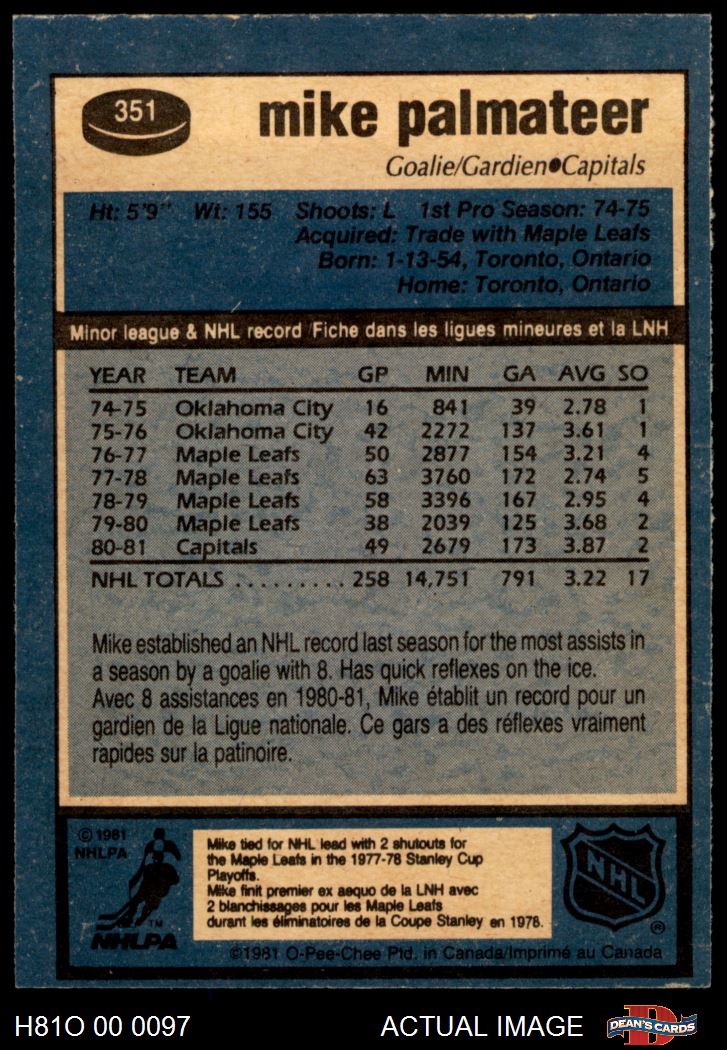 351
mike palmateer
Goalie/Gardien●Capitals
Ht: 5'9" Wt: 155 Shoots: L 1st Pro Season: 74-75
Acquired: Trade with Maple Leafs
Born: 1-13-54, Toronto, Ontario
Home: Toronto, Ontario
Minor league & NHL record/Fiche dans les ligues mineures et la LNH
YEAR TEAM GP MIN GA AVG SO
74-75 Oklahoma City 16 841 39 2.78 1
75-76 Oklahoma City 42 2272 137 3.61 1
76-77 Maple Leafs 50 2877 154 3.21 4
77-78 Maple Leafs 63 3760 172 2.74 5
78-79 Maple Leafs 58 3396 167 2.95 4
79-80 Maple Leafs 38 2039 125 3.68 2
80-81 Capitals 49 2679 173 3.87 2
NHL TOTALS ......... 258 14,751 791 3.22 17
Mike established an NHL record last season for the most assists in
a season by a goalie with 8. Has quick reflexes on the ice.
Avec 8 assistances en 1980-81, Mike établit un record pour un
gardien de la Ligue nationale. Ce gars a des réflexes vraiment
rapides sur la patinoire.
© 1981
NHLPA
TM
NHLPA
Mike tied for NHL lead with 2 shutouts for
the Maple Leafs in the 1977-78 Stanley Cup
Playoffs.
Mike finit premier ex aequo de la LNH avec
2 blanchissages pour les Maple Leafs
durant les éliminatoires de la Coupe Stanley en 1978.
NHL
®
©1981 O-Pee-Chee Ptd. in Canada/Imprimé au Canada
H81O 00 0097
ACTUAL IMAGE
D
DEAN'S CARDS